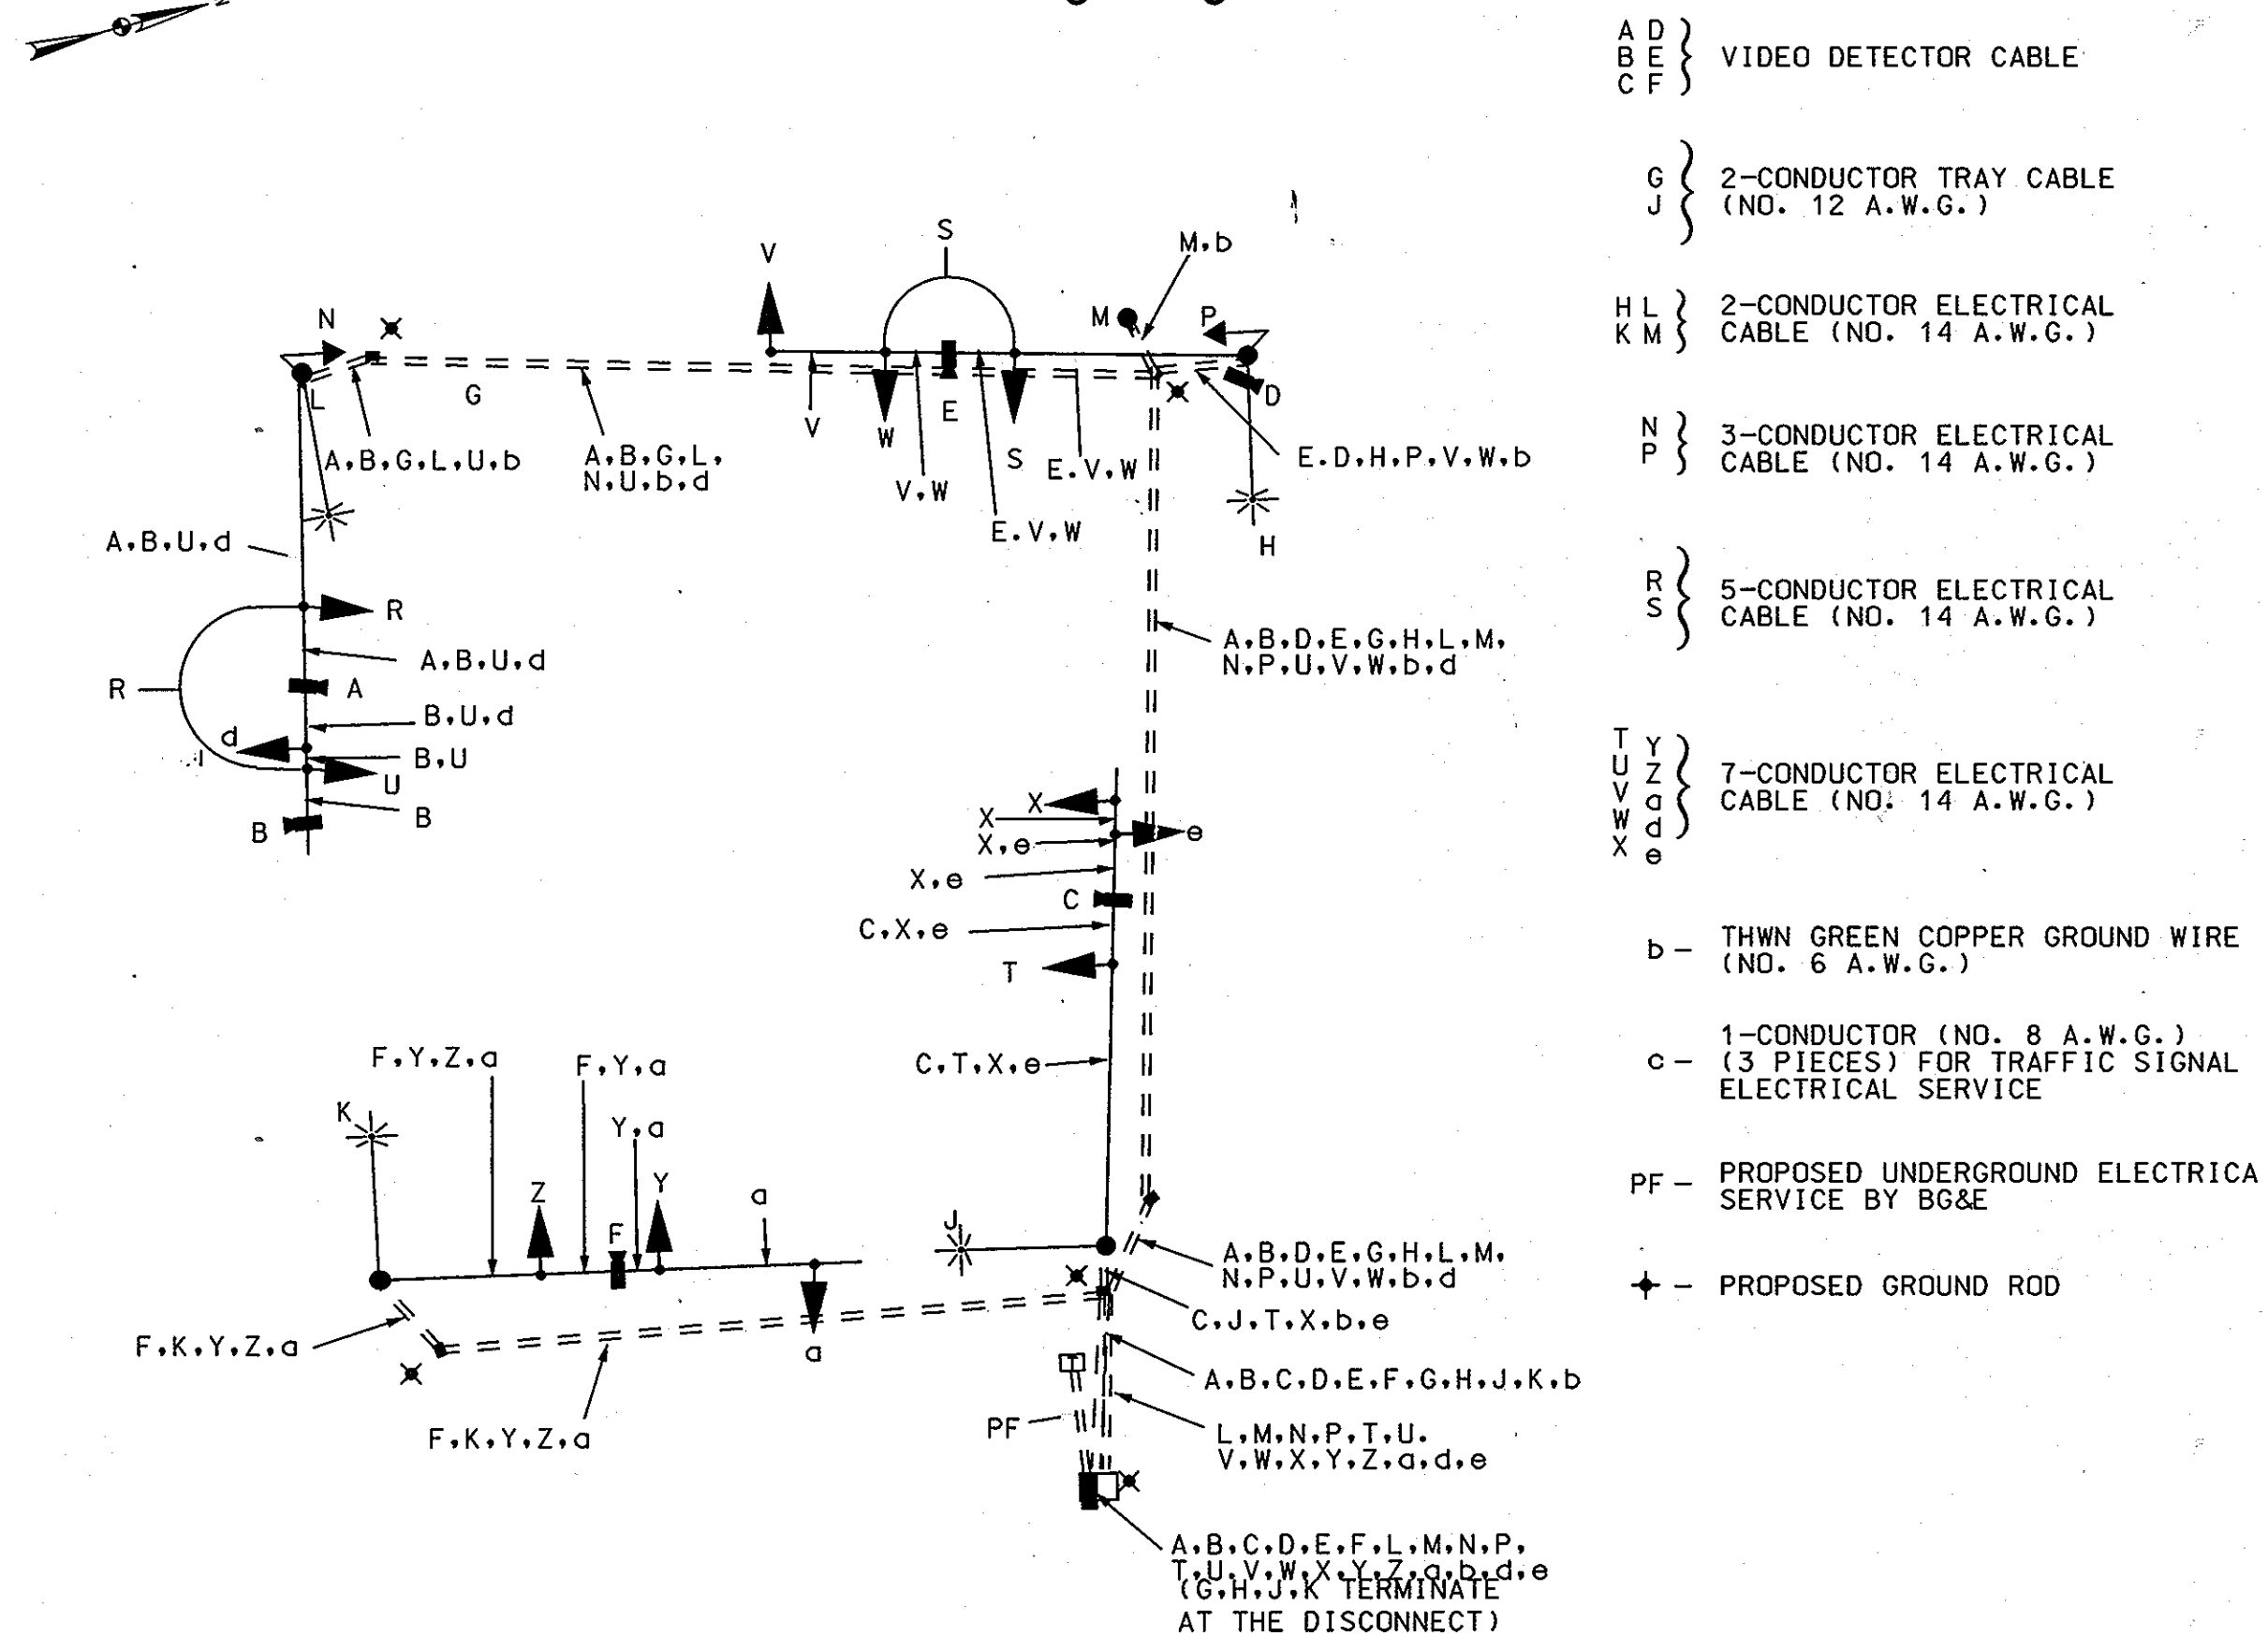 A D
B E
C F
VIDEO DETECTOR CABLE
G
J
2-CONDUCTOR TRAY CABLE
(NO. 12 A.W.G.)
H L
K M
2-CONDUCTOR ELECTRICAL
CABLE (NO. 14 A.W.G.)
N
P
3-CONDUCTOR ELECTRICAL
CABLE (NO. 14 A.W.G.)
R
S
5-CONDUCTOR ELECTRICAL
CABLE (NO. 14 A.W.G.)
T Y
U Z
V a
W d
X e
7-CONDUCTOR ELECTRICAL
CABLE (NO. 14 A.W.G.)
b - THWN GREEN COPPER GROUND WIRE
(NO. 6 A.W.G.)
1-CONDUCTOR (NO. 8 A.W.G.)
c - (3 PIECES) FOR TRAFFIC SIGNAL
ELECTRICAL SERVICE
PF - PROPOSED UNDERGROUND ELECTRICA
SERVICE BY BG&E
- PROPOSED GROUND ROD
S
V
M,b
N
M
P
L
G
V
W
E
S
D
A,B,G,L,U,b
A,B,G,L,
N,U,b,d
V,W
E.V,W
E.V,W
E.D,H,P,V,W,b
H
A,B,U,d
R
A,B,U,d
R
A
B,U,d
d
B,U
U
B
B
A,B,D,E,G,H,L,M,
N,P,U,V,W,b,d
X
X
e
X,e
X,e
C
C,X,e
T
C,T,X,e
F,Y,Z,a
F,Y,a
K
Y,a
Z
Y
a
F
J
A,B,D,E,G,H,L,M,
N,P,U,V,W,b,d
C,J,T,X,b,e
F,K,Y,Z,a
a
T
A,B,C,D,E,F,G,H,J,K,b
F,K,Y,Z,a
PF
L,M,N,P,T,U.
V,W,X,Y,Z,a,d,e
A,B,C,D,E,F,L,M,N,P,
T,U,V,W,X,Y,Z,a,b,d,e
(G,H,J,K TERMINATE
AT THE DISCONNECT)